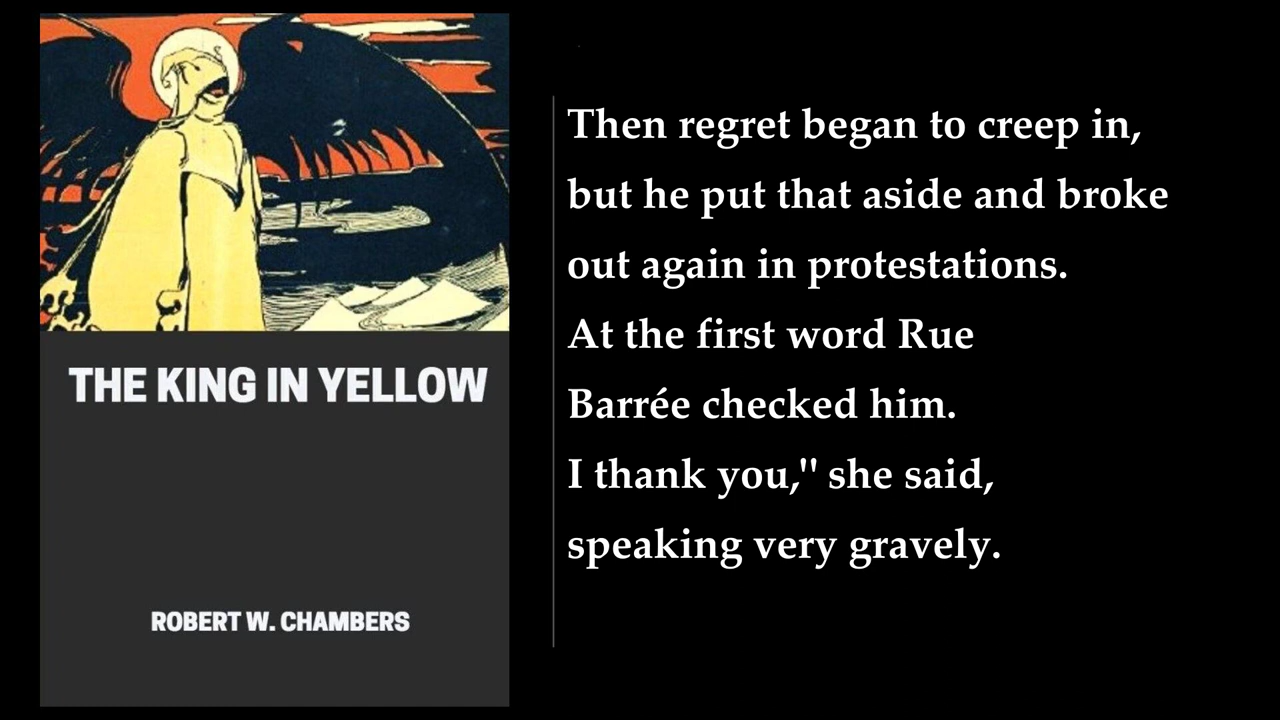 THE KING IN YELLOW
ROBERT W. CHAMBERS
Then regret began to creep in,
but he put that aside and broke
out again in protestations.
At the first word Rue
Barrée checked him.
I thank you," she said,
speaking very gravely.